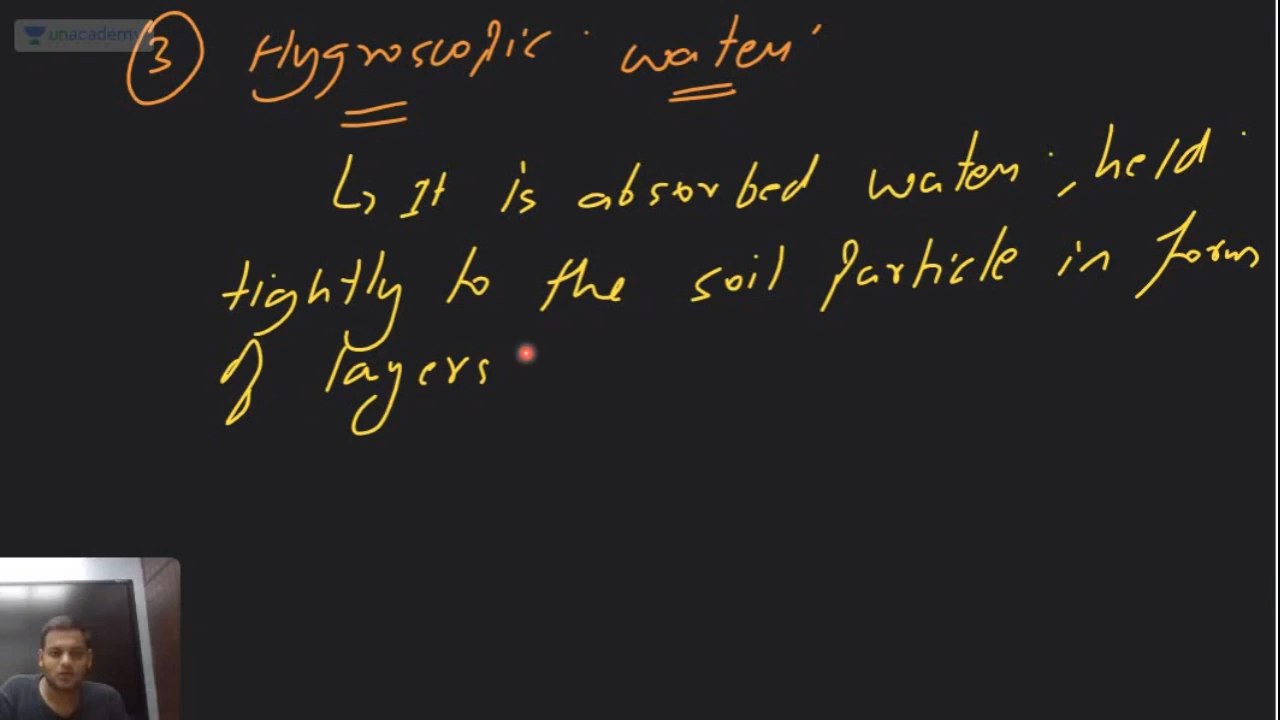 unacademy
③ Hygroscopic water
↳ It is absorbed water, held
tightly to the soil particle in form
of layers